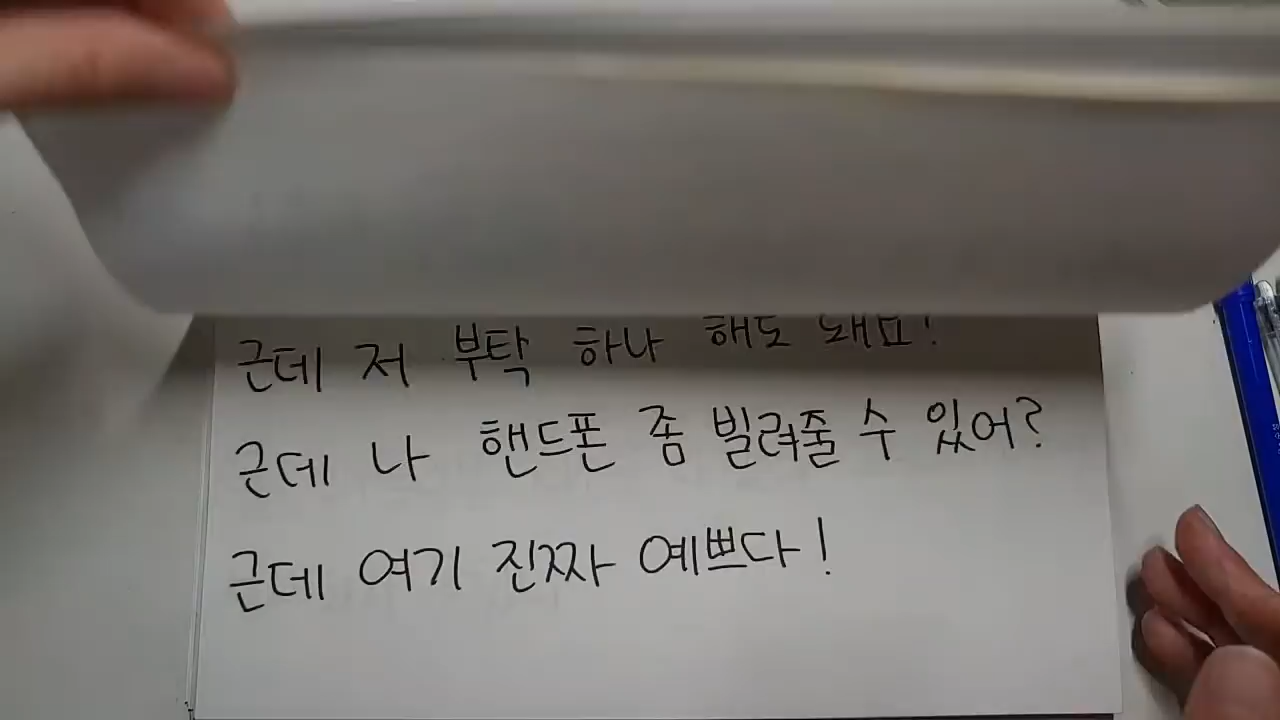 근데 저 부탁 하나 해도 돼요?
근데 나 핸드폰 좀 빌려줄 수 있어?
근데 여기 진짜 예쁘다!